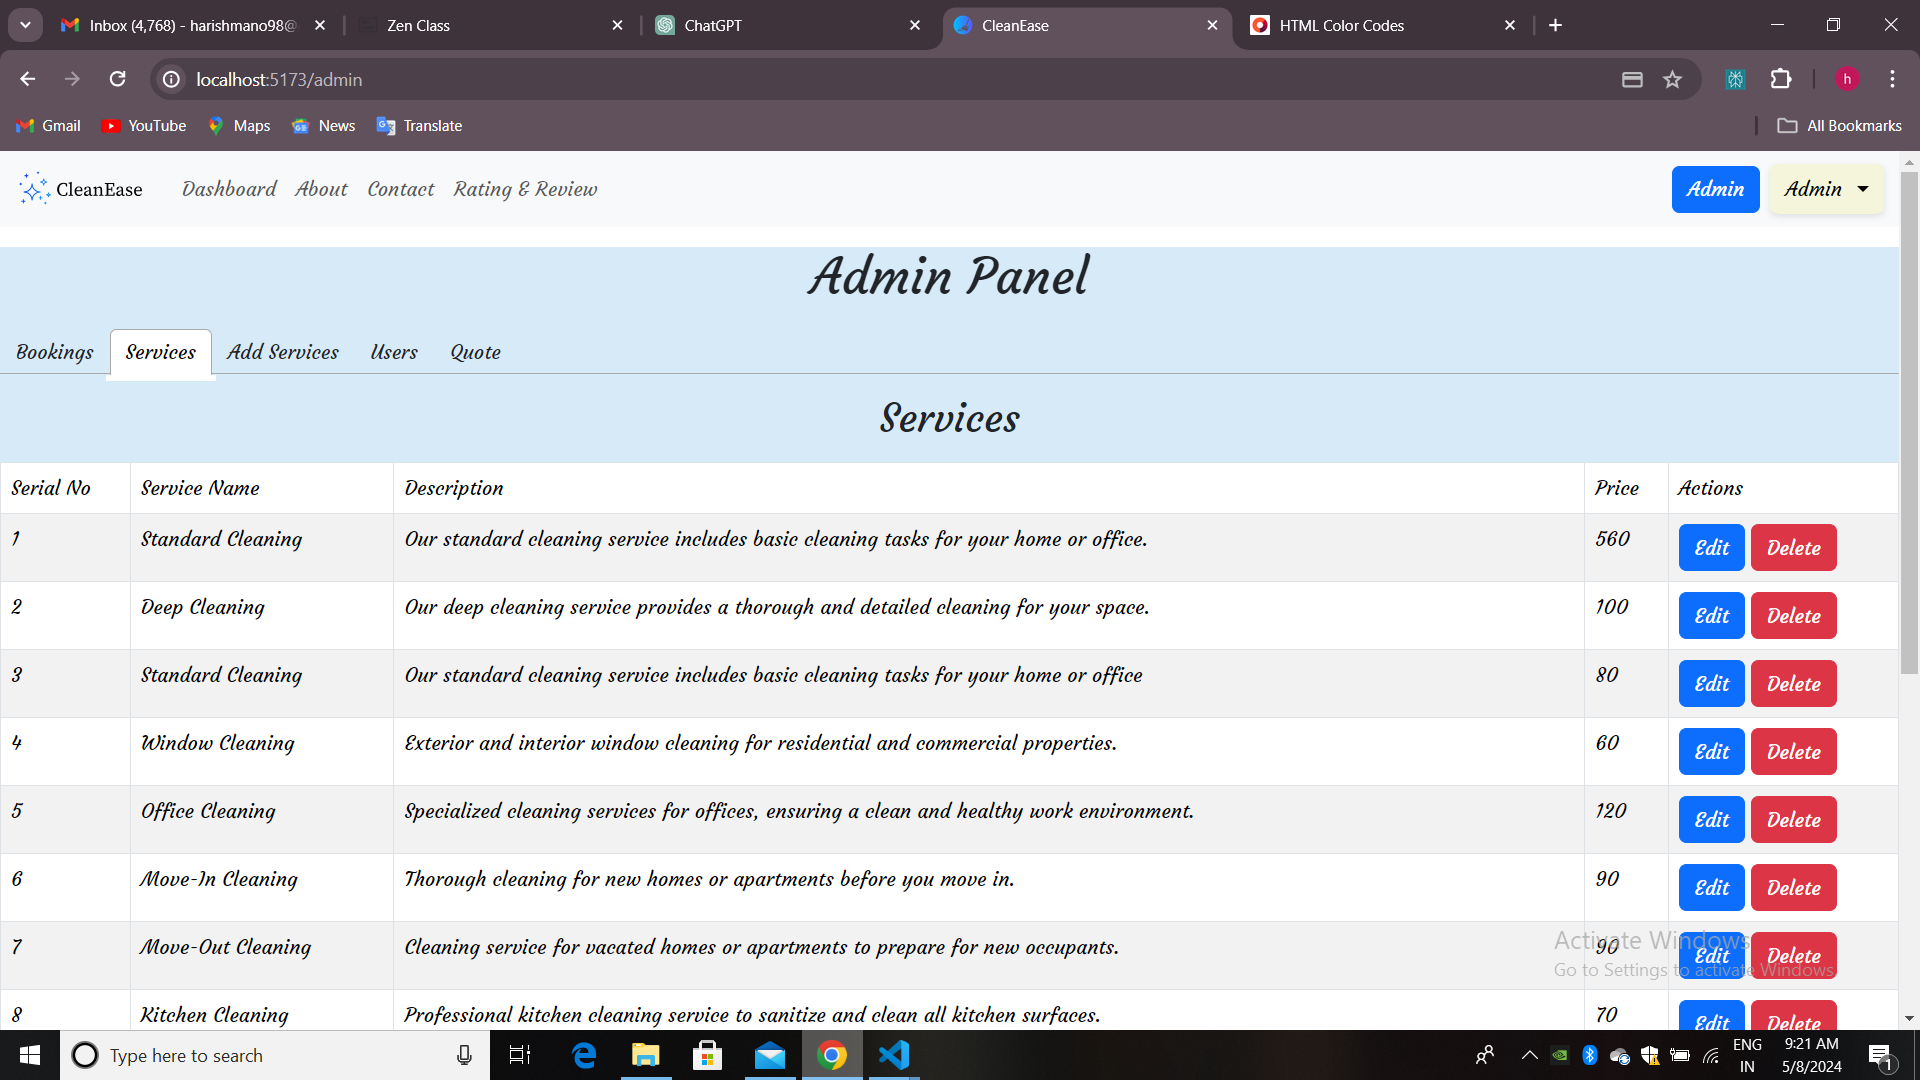 Inbox (4,768) - harishmano98@
Zen Class
ChatGPT
CleanEase
HTML Color Codes
localhost:5173/admin
h
Gmail YouTube Maps News Translate All Bookmarks
CleanEase Dashboard About Contact Rating & Review Admin Admin
Admin Panel
Bookings Services Add Services Users Quote
Services
Serial No Service Name Description Price Actions
1 Standard Cleaning Our standard cleaning service includes basic cleaning tasks for your home or office. 560 Edit Delete
2 Deep Cleaning Our deep cleaning service provides a thorough and detailed cleaning for your space. 100 Edit Delete
3 Standard Cleaning Our standard cleaning service includes basic cleaning tasks for your home or office 80 Edit Delete
4 Window Cleaning Exterior and interior window cleaning for residential and commercial properties. 60 Edit Delete
5 Office Cleaning Specialized cleaning services for offices, ensuring a clean and healthy work environment. 120 Edit Delete
6 Move-In Cleaning Thorough cleaning for new homes or apartments before you move in. 90 Edit Delete
7 Move-Out Cleaning Cleaning service for vacated homes or apartments to prepare for new occupants. 90 Edit Delete
Activate Windows
Go to Settings to activate Windows.
8 Kitchen Cleaning Professional kitchen cleaning service to sanitize and clean all kitchen surfaces. 70 Edit Delete
Type here to search
ENG
IN
9:21 AM
5/8/2024
1